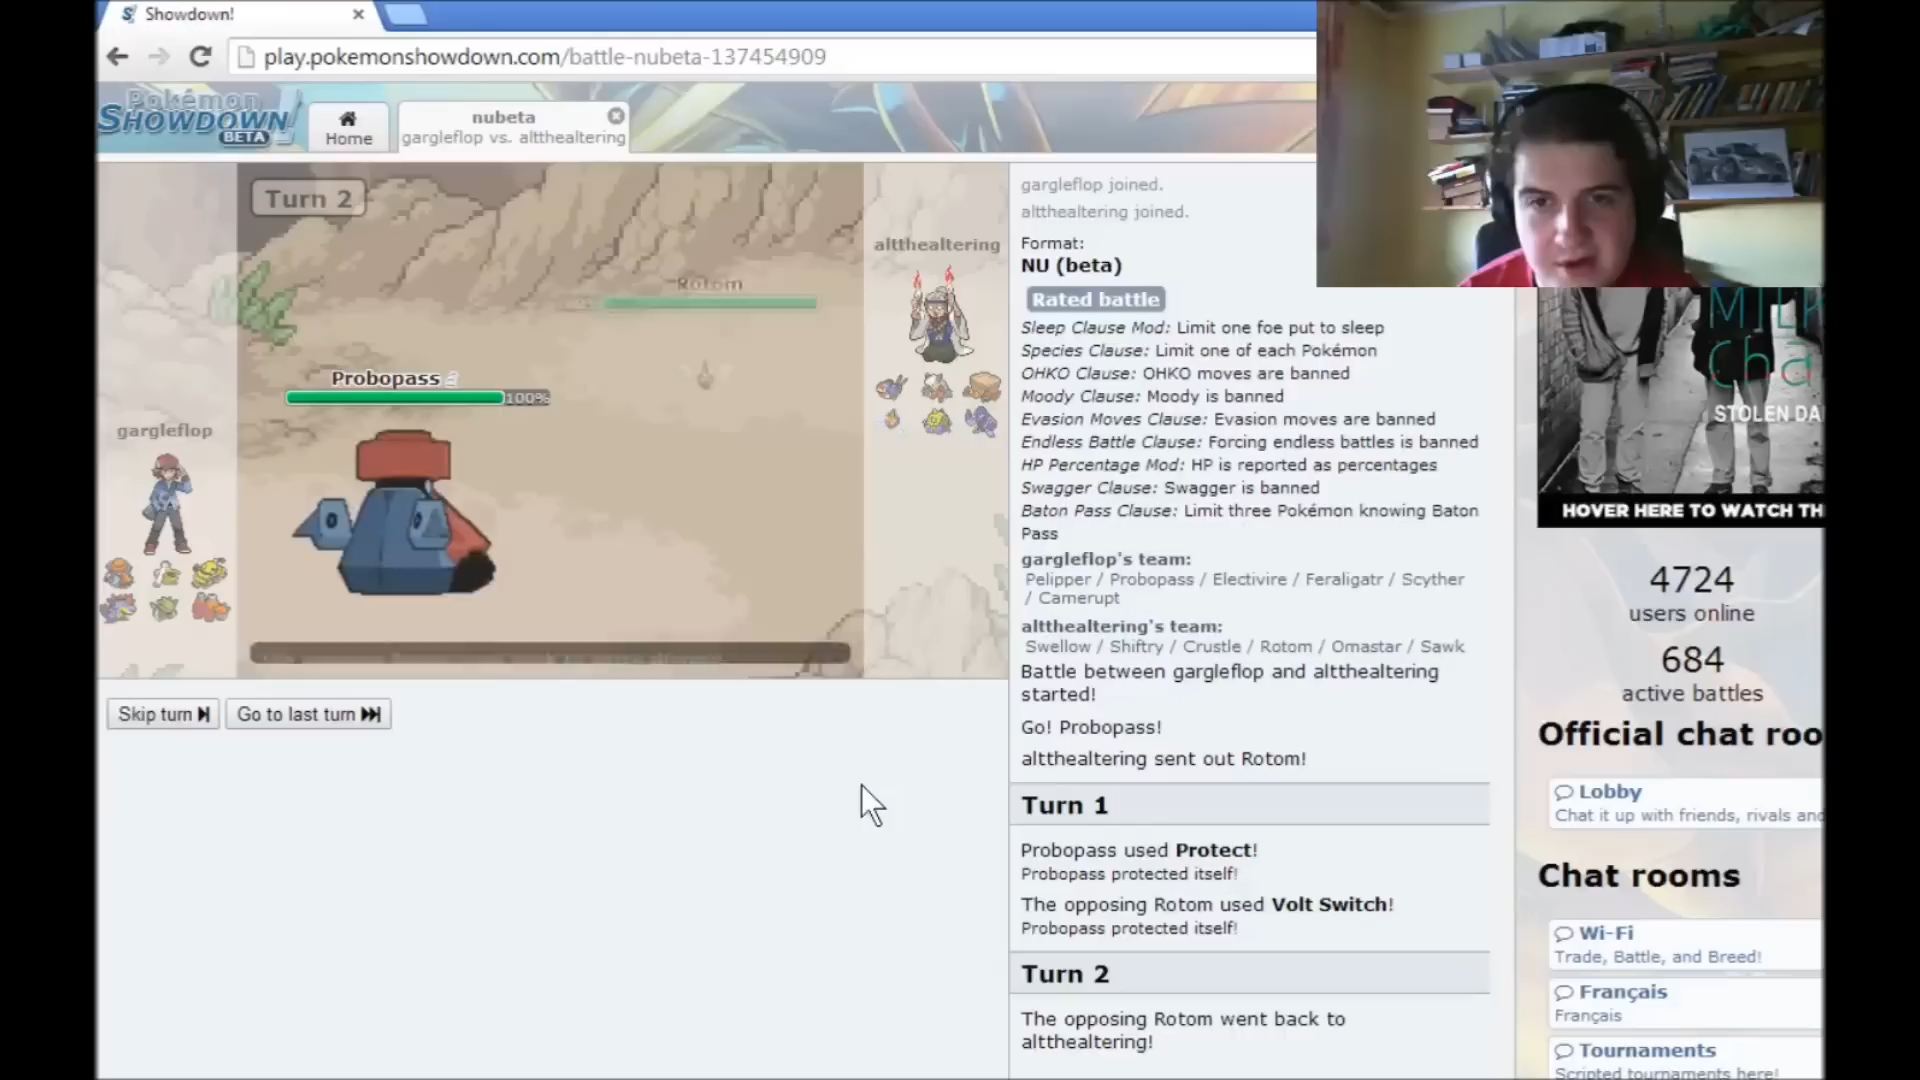 Showdown!
play.pokemonshowdown.com/battle-nubeta-137454909
Pokémon
SHOWDOWN!
BETA
Home
nubeta
gargleflop vs. altthealtering
Turn 2
altthealtering
Rotom
Probopass
100%
gargleflop
Skip turn
Go to last turn
gargleflop joined.
altthealtering joined.
Format:
NU (beta)
Rated battle
Sleep Clause Mod: Limit one foe put to sleep
Species Clause: Limit one of each Pokémon
OHKO Clause: OHKO moves are banned
Moody Clause: Moody is banned
Evasion Moves Clause: Evasion moves are banned
Endless Battle Clause: Forcing endless battles is banned
HP Percentage Mod: HP is reported as percentages
Swagger Clause: Swagger is banned
Baton Pass Clause: Limit three Pokémon knowing Baton
Pass
gargleflop's team:
Pelipper / Probopass / Electivire / Feraligatr / Scyther
/ Camerupt
altthealtering's team:
Swellow / Shiftry / Crustle / Rotom / Omastar / Sawk
Battle between gargleflop and altthealtering
started!
Go! Probopass!
altthealtering sent out Rotom!
Turn 1
Probopass used Protect!
Probopass protected itself!
The opposing Rotom used Volt Switch!
Probopass protected itself!
Turn 2
The opposing Rotom went back to
altthealtering!
MILK
Cha
STOLEN DA
HOVER HERE TO WATCH TH
4724
users online
684
active battles
Official chat roo
Lobby
Chat it up with friends, rivals and
Chat rooms
Wi-Fi
Trade, Battle, and Breed!
Français
Français
Tournaments
Scripted tournaments here!